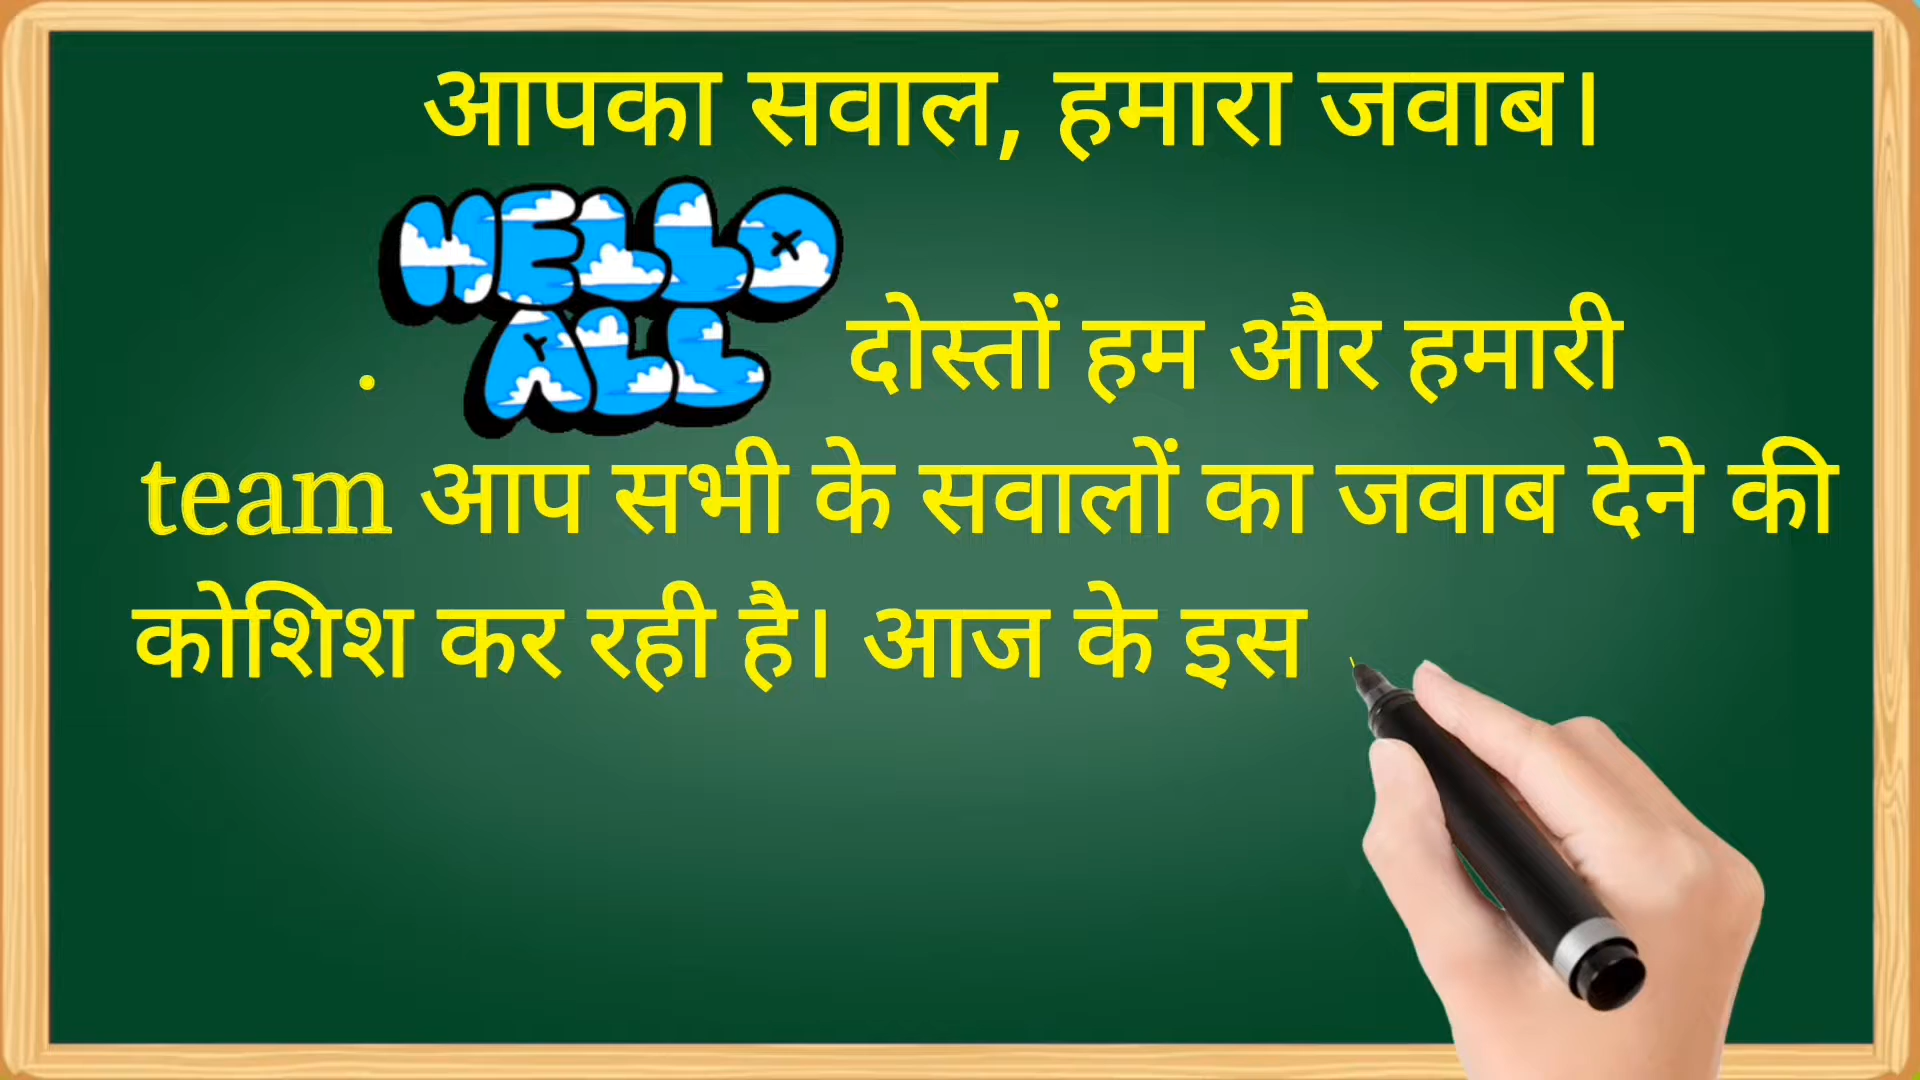 आपका सवाल, हमारा जवाब।
HELLO
ALL
. दोस्तों हम और हमारी
team आप सभी के सवालों का जवाब देने की
कोशिश कर रही है। आज के इस